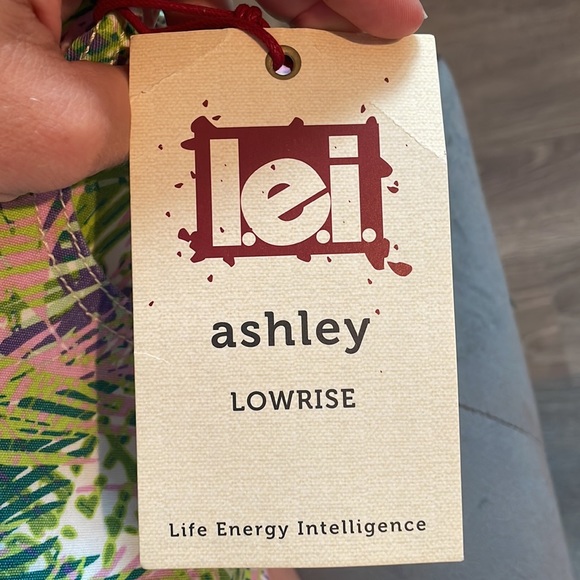 l.e.i.
ashley
LOWRISE
Life Energy Intelligence